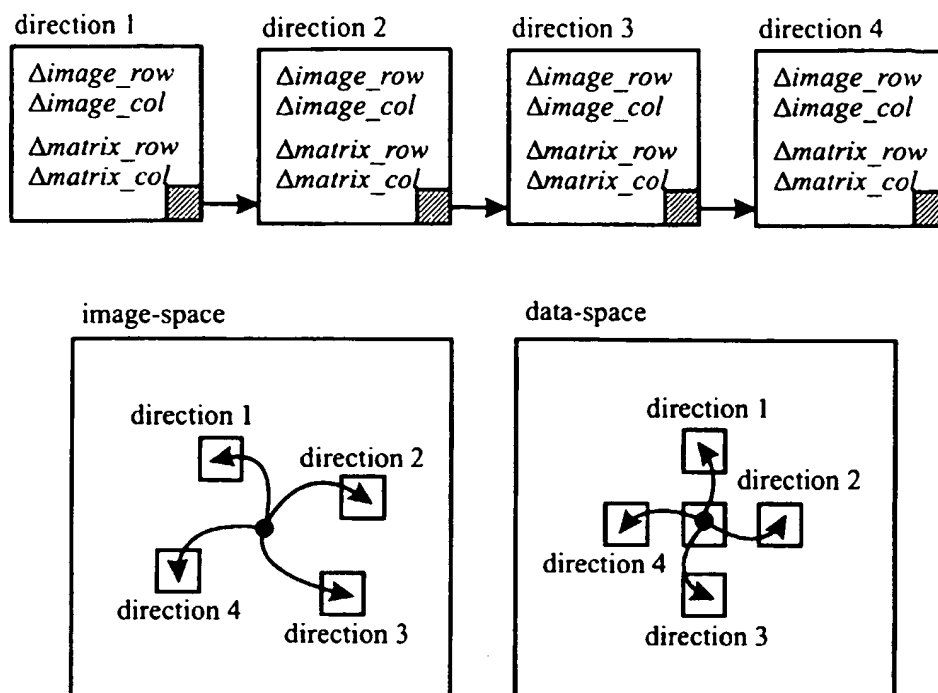 direction 1
direction 2
direction 3
direction 4
Δimage_row
Δimage_col
Δmatrix_row
Δmatrix_col
Δimage_row
Δimage_col
Δmatrix_row
Δmatrix_col
Δimage_row
Δimage_col
Δmatrix_row
Δmatrix_col
Δimage_row
Δimage_col
Δmatrix_row
Δmatrix_col
image-space
direction 1
direction 2
direction 4
direction 3
data-space
direction 1
direction 2
direction 4
direction 3